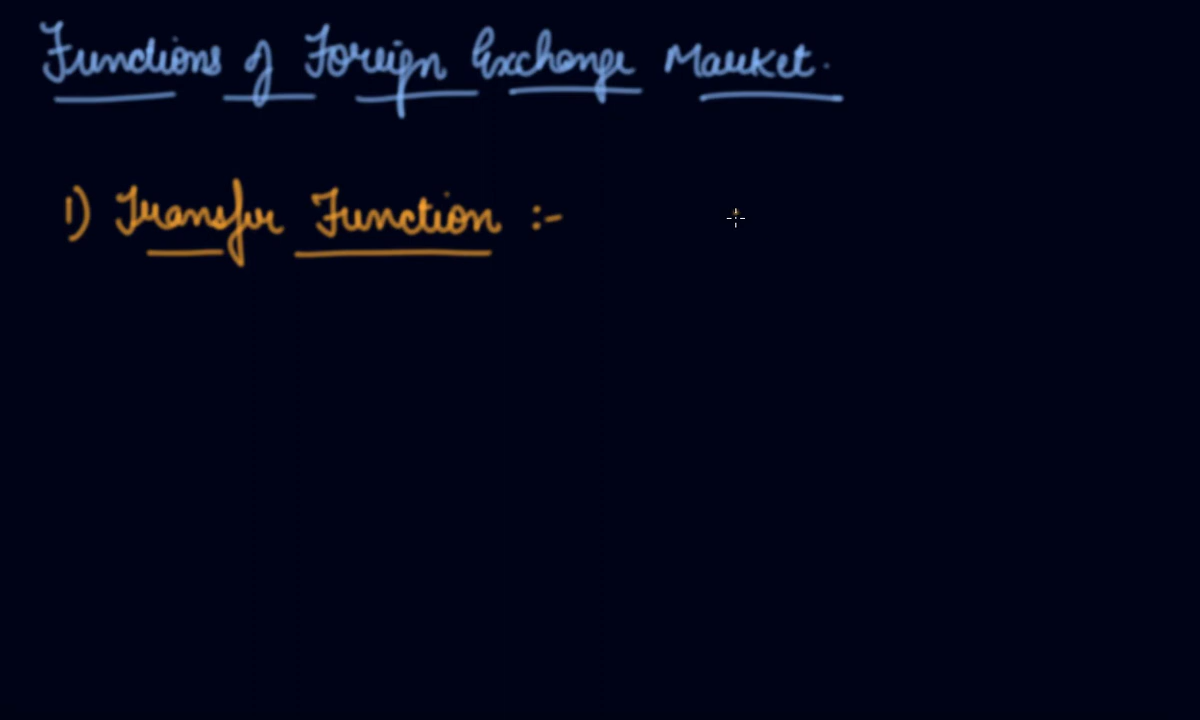 Functions of Foreign Exchange Market.
1) Transfer Function :-